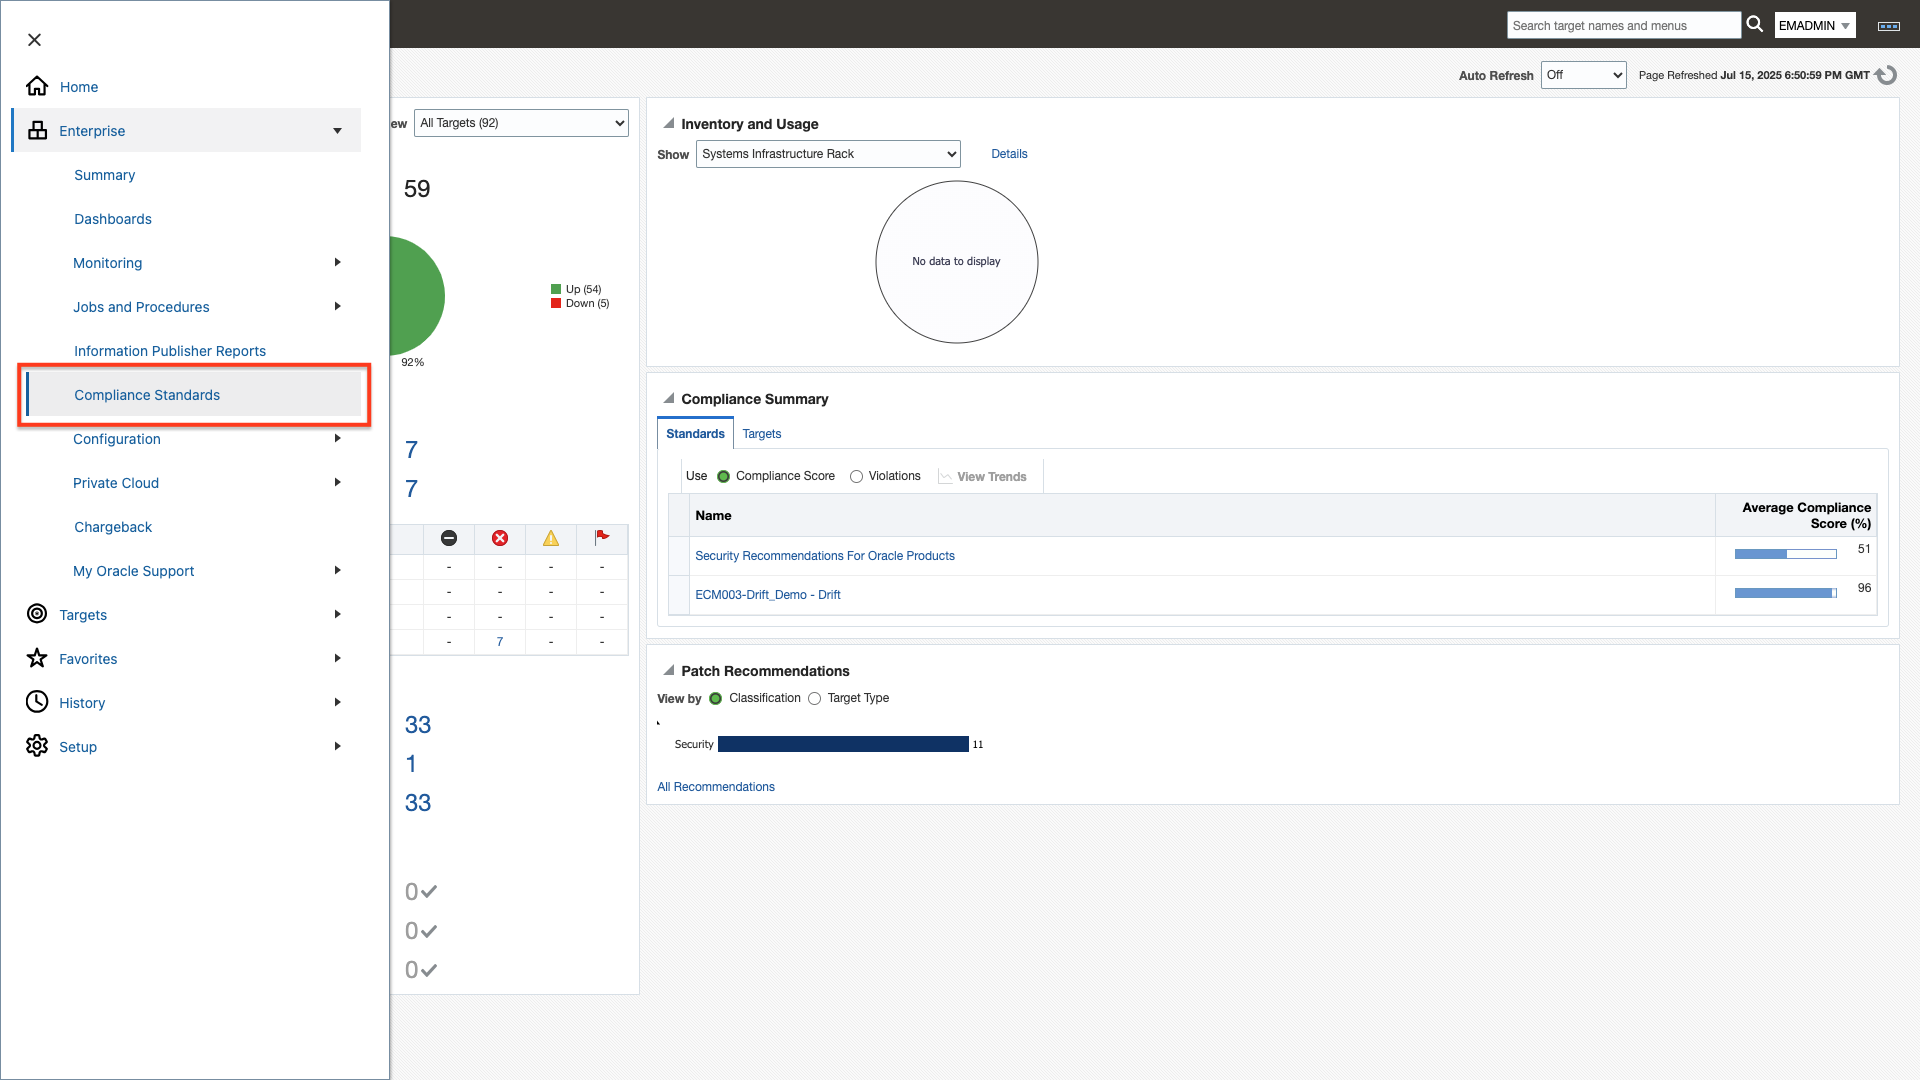 Search target names and menus
EMADMIN
Home
Enterprise
Summary
Dashboards
Monitoring
Jobs and Procedures
Information Publisher Reports
Compliance Standards
Configuration
Private Cloud
Chargeback
My Oracle Support
Targets
Favorites
History
Setup
Auto Refresh Off Page Refreshed Jul 15, 2025 6:50:59 PM GMT
ew All Targets (92)
59
Up (54)
Down (5)
92%
7
7
- - - -
- - - -
- - - -
- 7 - -
33
1
33
0
0
0
Inventory and Usage
Show Systems Infrastructure Rack Details
No data to display
Compliance Summary
Standards Targets
Use Compliance Score Violations View Trends
Name Average Compliance
Score (%)
Security Recommendations For Oracle Products 51
ECM003-Drift_Demo - Drift 96
Patch Recommendations
View by Classification Target Type
Security 11
All Recommendations